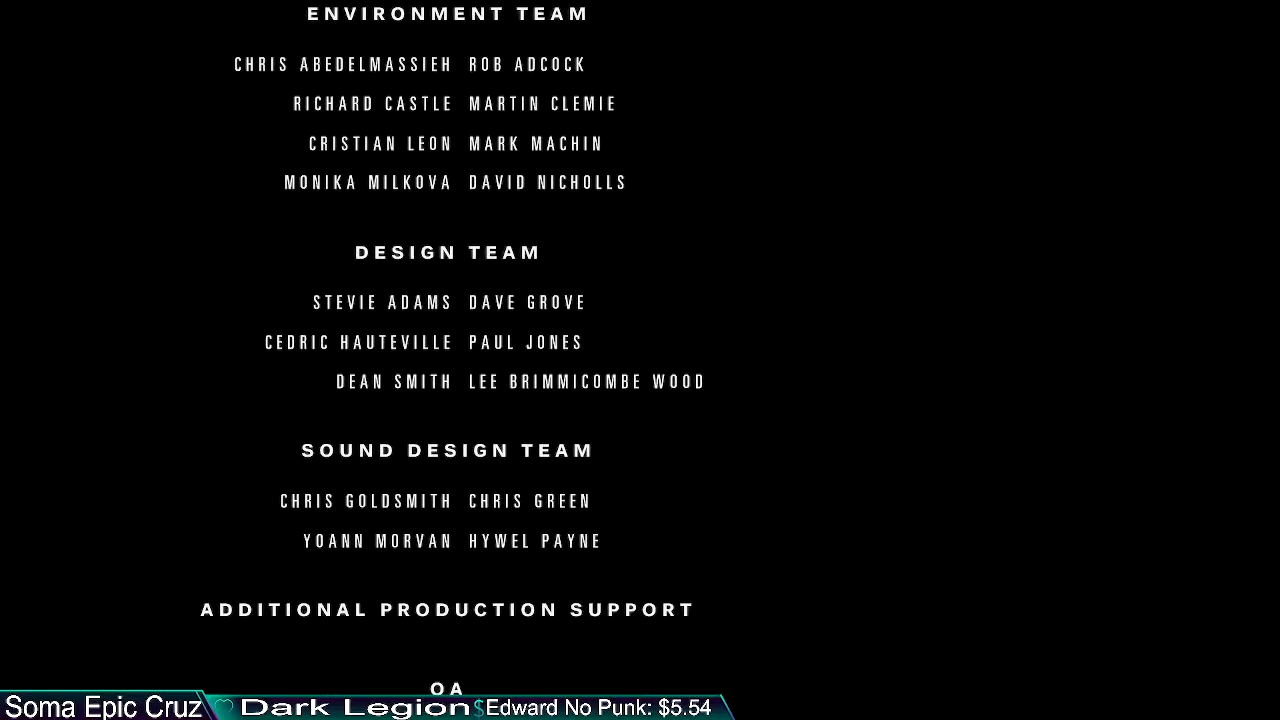 ENVIRONMENT TEAM
CHRIS ABEDELMASSIEH ROB ADCOCK
RICHARD CASTLE MARTIN CLEMIE
CRISTIAN LEON MARK MACHIN
MONIKA MILKOVA DAVID NICHOLLS
DESIGN TEAM
STEVIE ADAMS DAVE GROVE
CEDRIC HAUTEVILLE PAUL JONES
DEAN SMITH LEE BRIMMICOMBE WOOD
SOUND DESIGN TEAM
CHRIS GOLDSMITH CHRIS GREEN
YOANN MORVAN HYWEL PAYNE
ADDITIONAL PRODUCTION SUPPORT
QA
Soma Epic Cruz ♡ Dark Legion $ Edward No Punk: $5.54